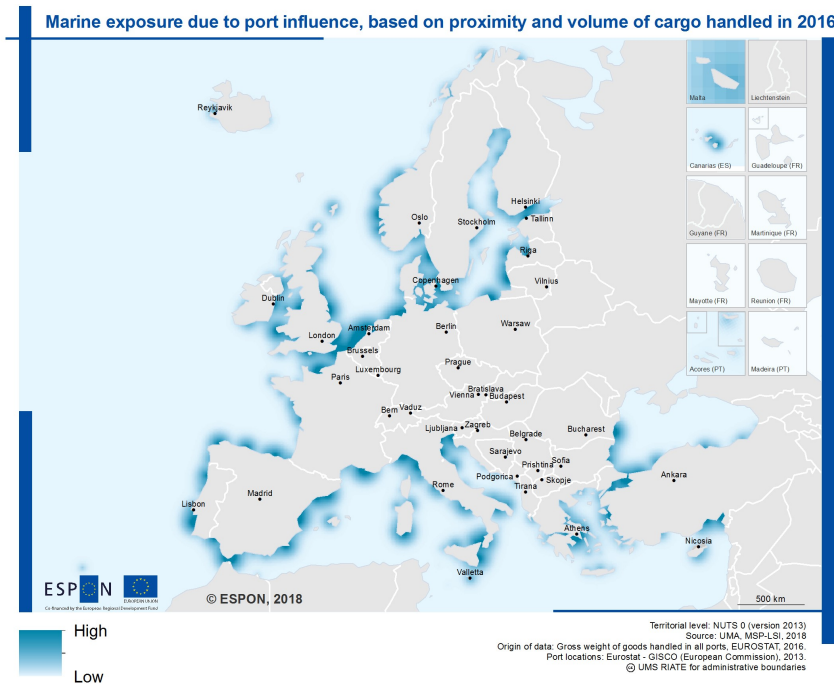 Marine exposure due to port influence, based on proximity and volume of cargo handled in 2016
Malta
Liechtenstein
Reykjavik
Canarias (ES)
Guadeloupe (FR)
Helsinki
Oslo
Stockholm
Tallinn
Guyane (FR)
Martinique (FR)
Riga
Copenhagen
Vilnius
Dublin
Mayotte (FR)
Reunion (FR)
Amsterdam
Berlin
Warsaw
London
Brussels
Prague
Luxembourg
Paris
Acores (PT)
Madeira (PT)
Bratislava
Vienna
Budapest
Bern
Vaduz
Ljubljana
Zagreb
Belgrade
Bucharest
Sarajevo
Sofia
Prishtina
Ankara
Podgorica
Skopje
Rome
Tirana
Madrid
Lisbon
Athens
Nicosia
Valletta
ESPON
EUROPEAN UNION
Co-financed by the European Regional Development Fund
© ESPON, 2018
500 km
High
Low
Territorial level: NUTS 0 (version 2013)
Source: UMA, MSP-LSI, 2018
Origin of data: Gross weight of goods handled in all ports, EUROSTAT, 2016.
Port locations: Eurostat - GISCO (European Commission), 2013.
UMS RIATE for administrative boundaries